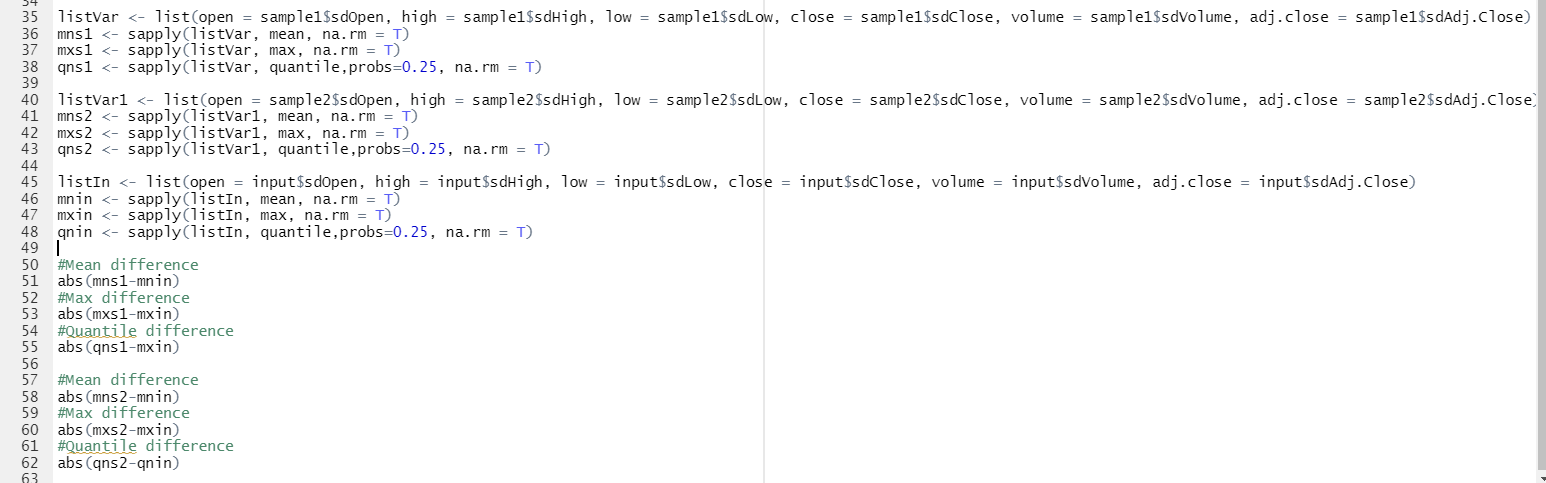 34
35 listVar <- list(open = sample1$sdOpen, high = sample1$sdHigh, low = sample1$sdLow, close = sample1$sdClose, volume = sample1$sdVolume, adj.close = sample1$sdAdj.Close)
36 mns1 <- sapply(listVar, mean, na.rm = T)
37 mxs1 <- sapply(listVar, max, na.rm = T)
38 qns1 <- sapply(listVar, quantile,probs=0.25, na.rm = T)
39
40 listVar1 <- list(open = sample2$sdOpen, high = sample2$sdHigh, low = sample2$sdLow, close = sample2$sdClose, volume = sample2$sdVolume, adj.close = sample2$sdAdj.Close)
41 mns2 <- sapply(listVar1, mean, na.rm = T)
42 mxs2 <- sapply(listVar1, max, na.rm = T)
43 qns2 <- sapply(listVar1, quantile,probs=0.25, na.rm = T)
44
45 listIn <- list(open = input$sdOpen, high = input$sdHigh, low = input$sdLow, close = input$sdClose, volume = input$sdVolume, adj.close = input$sdAdj.Close)
46 mnin <- sapply(listIn, mean, na.rm = T)
47 mxin <- sapply(listIn, max, na.rm = T)
48 qnin <- sapply(listIn, quantile,probs=0.25, na.rm = T)
49
50 #Mean difference
51 abs(mns1-mnin)
52 #Max difference
53 abs(mxs1-mxin)
54 #Quantile difference
55 abs(qns1-mxin)
56
57 #Mean difference
58 abs(mns2-mnin)
59 #Max difference
60 abs(mxs2-mxin)
61 #Quantile difference
62 abs(qns2-qnin)
63